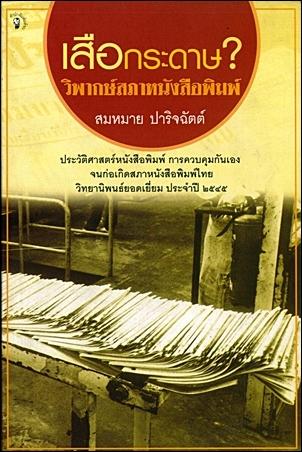 เสือกระดาษ?
วิพากษ์สภาหนังสือพิมพ์
สมหมาย ปาริจฉัตต์
ประวัติศาสตร์หนังสือพิมพ์ การควบคุมกันเอง
จนก่อเกิดสภาหนังสือพิมพ์ไทย
วิทยานิพนธ์ยอดเยี่ยม ประจำปี ๒๕๔๕